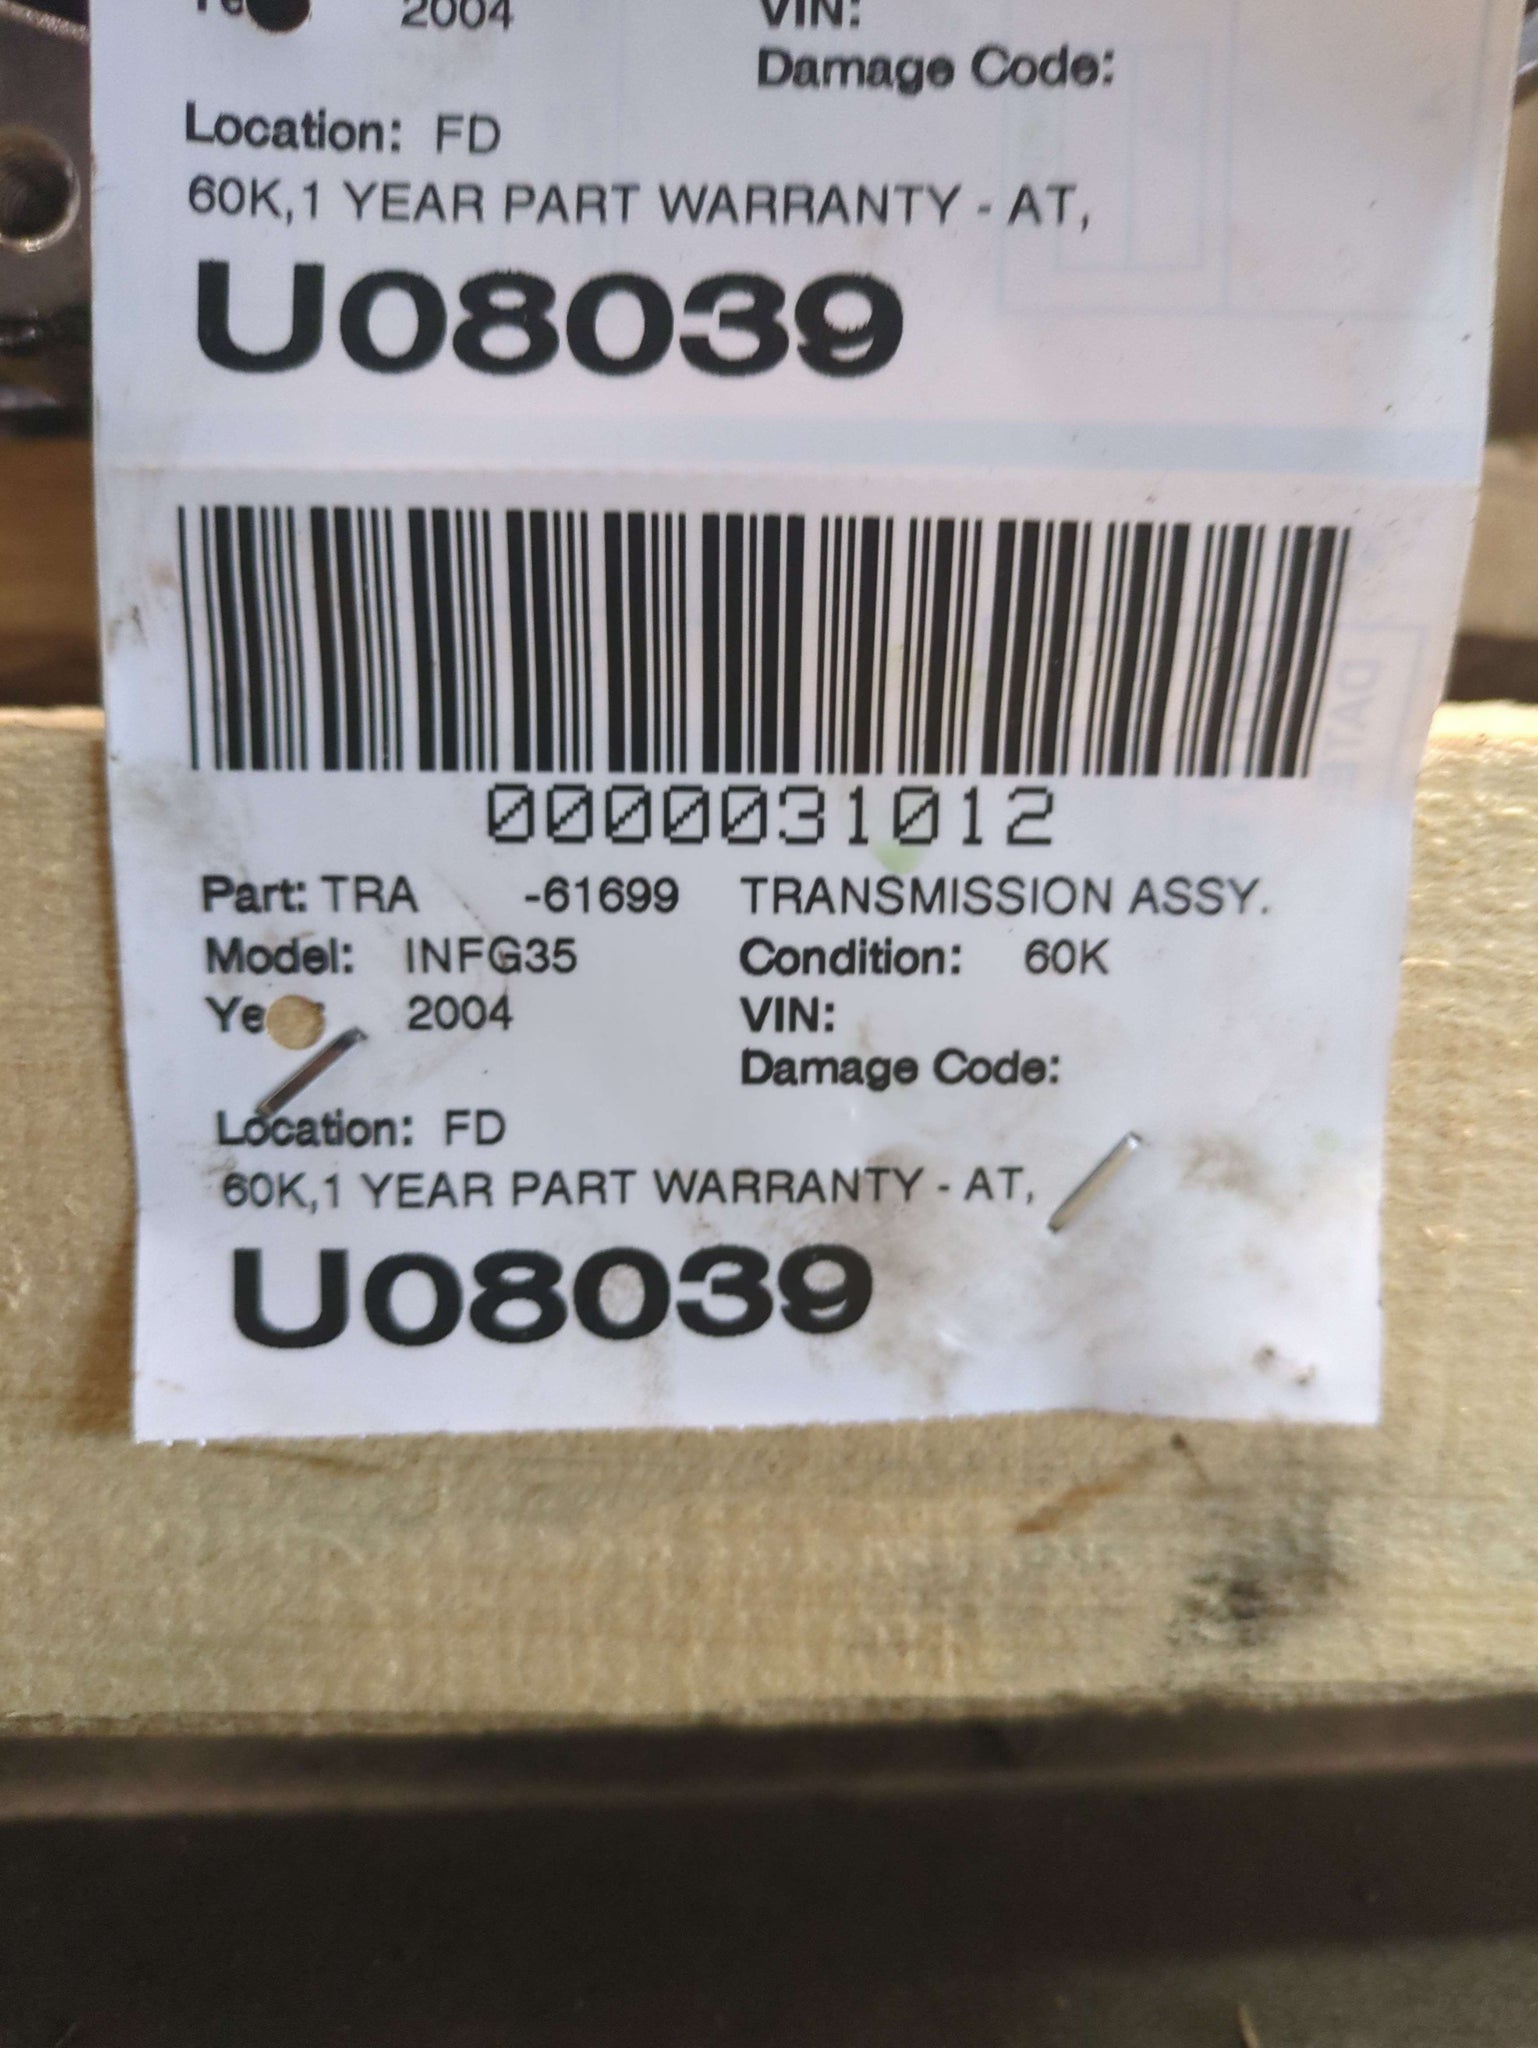 2004 VIN:
Damage Code:
Location: FD
60K,1 YEAR PART WARRANTY - AT,
U08039
0000031012
Part: TRA -61699 TRANSMISSION ASSY.
Model: INFG35 Condition: 60K
2004 VIN:
Damage Code:
Location: FD
60K,1 YEAR PART WARRANTY - AT,
U08039
DATE